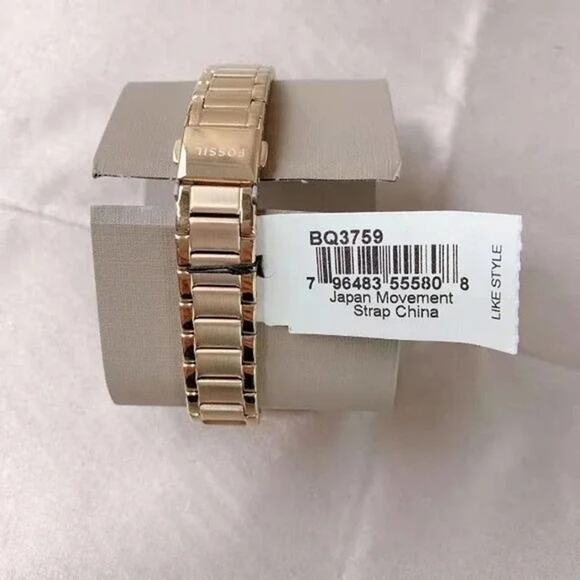 FOSSIL
BQ3759
7 96483 55580 8
Japan Movement
Strap China
LIKE STYLE